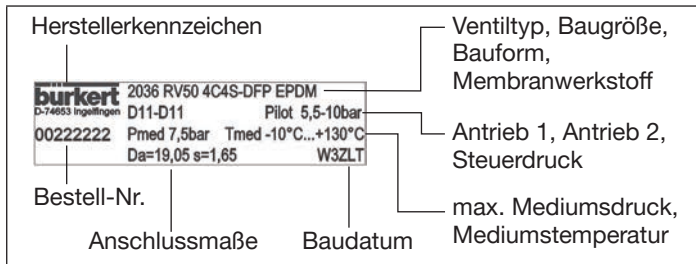 Herstellerkennzeichen
Ventiltyp, Baugröße,
Bauform,
Membranwerkstoff
bürkert
D-74653 Ingelfingen
2036 RV50 4C4S-DFP EPDM
D11-D11 Pilot 5,5-10bar
00222222 Pmed 7,5bar Tmed -10°C...+130°C
Da=19,05 s=1,65 W3ZLT
Antrieb 1, Antrieb 2,
Steuerdruck
Bestell-Nr.
Anschlussmaße
Baudatum
max. Mediumsdruck,
Mediumstemperatur